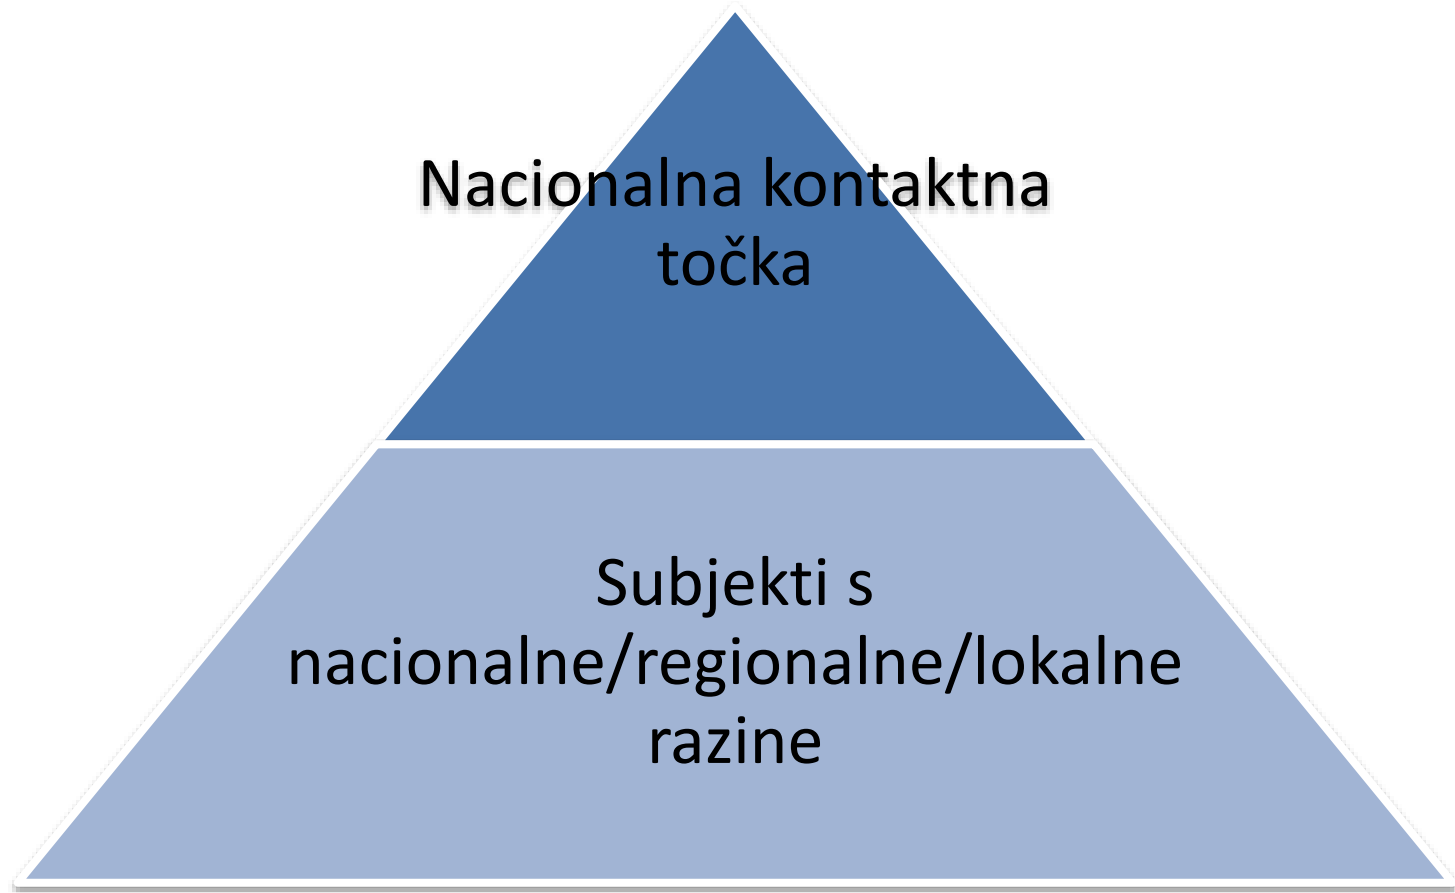 Nacionalna kontaktna
točka
Subjekti s
nacionalne/regionalne/lokalne
razine